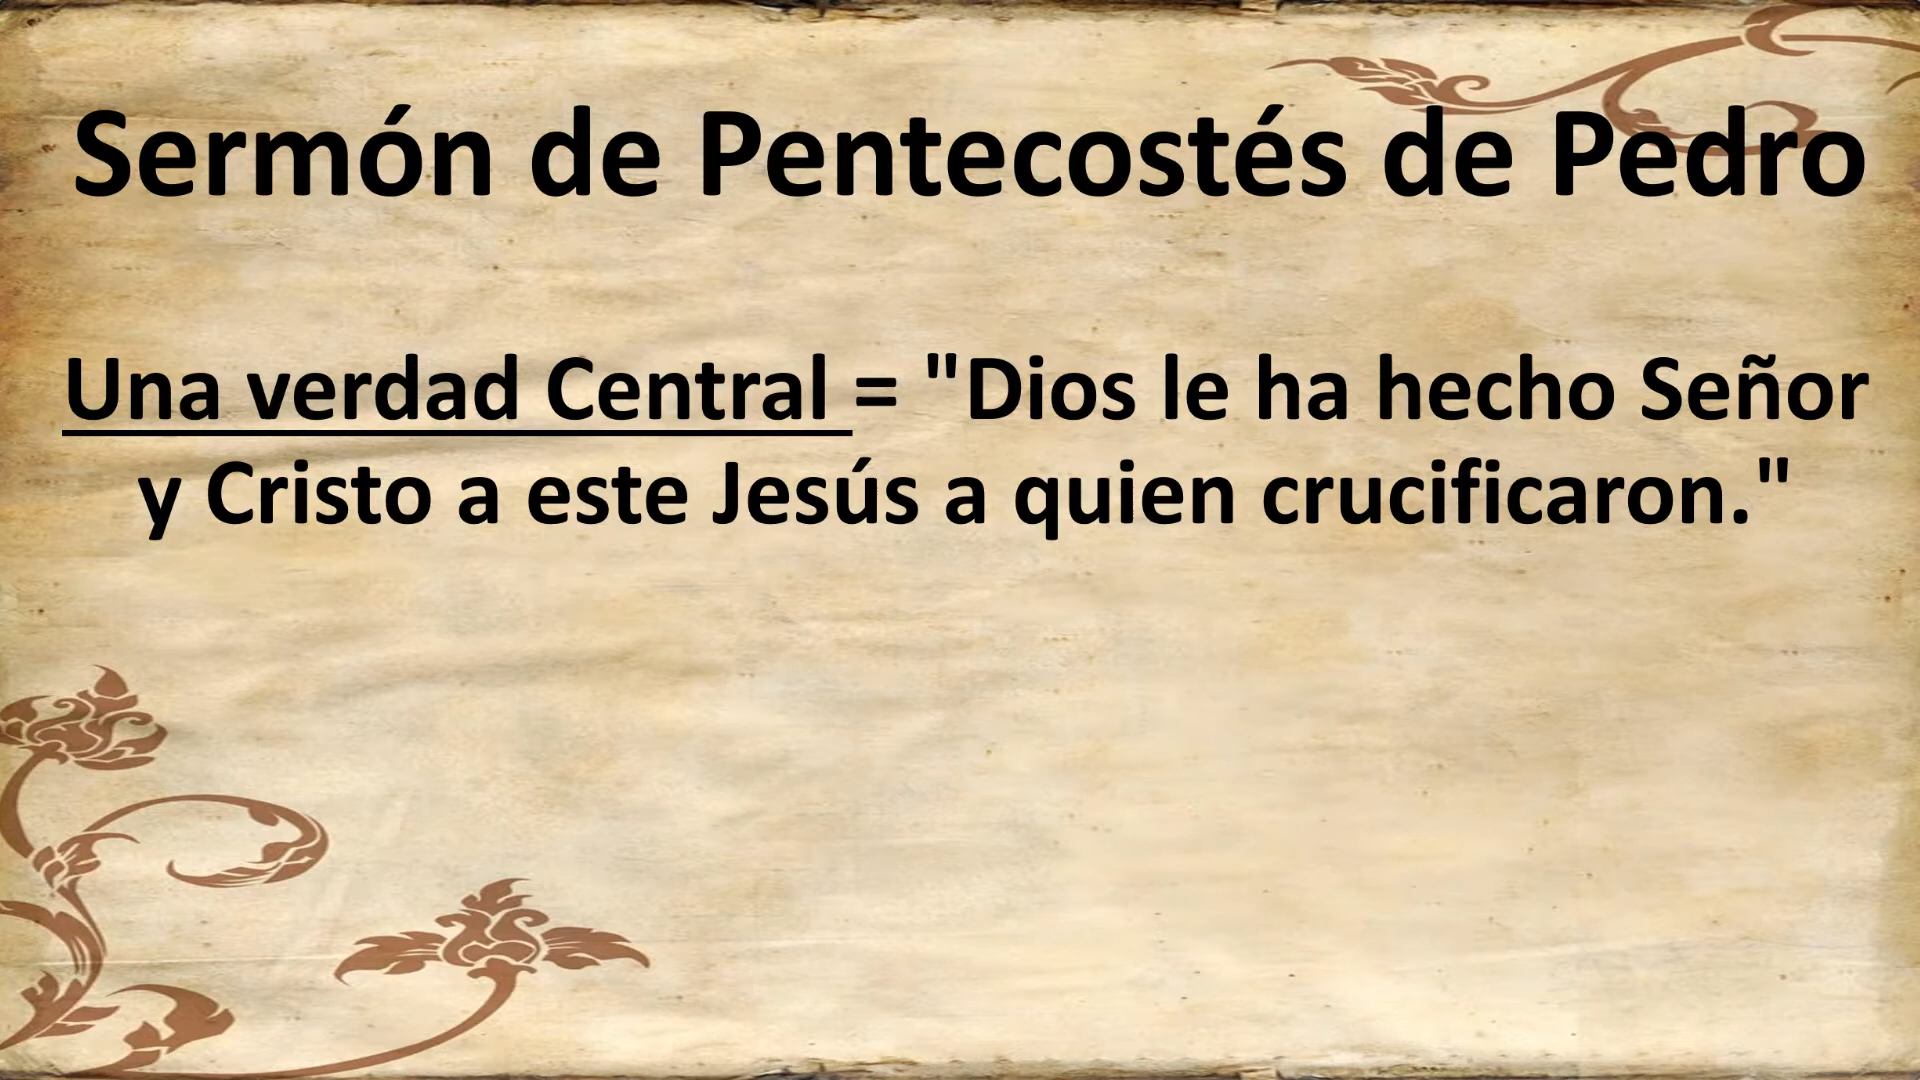 Sermón de Pentecostés de Pedro
Una verdad Central = "Dios le ha hecho Señor
y Cristo a este Jesús a quien crucificaron."